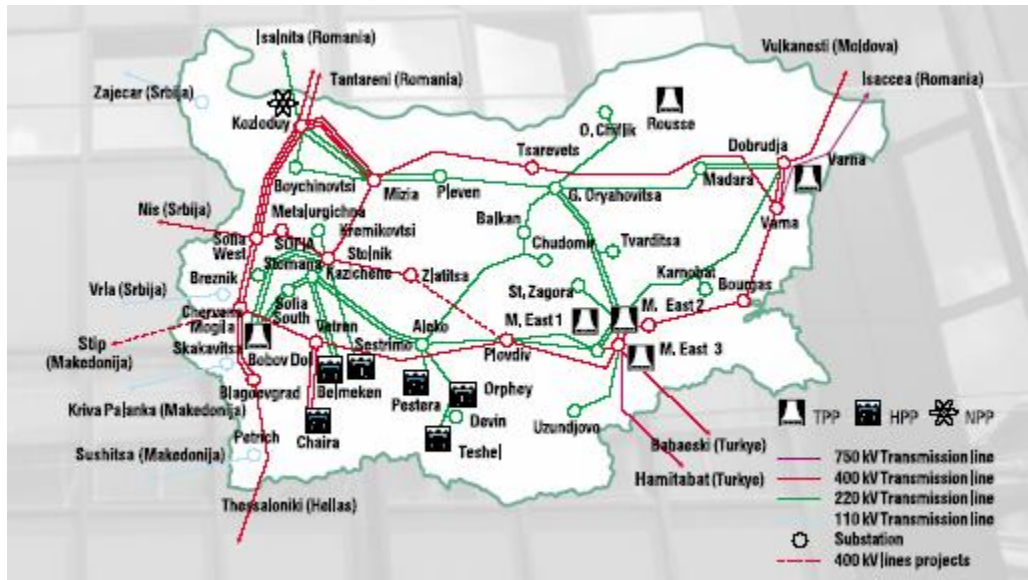 Isalnita (Romania)
Vulkanesti (Moldova)
Tantareni (Romania)
Isaccea (Romania)
Zajecar (Srbija)
Kozloduy
O. Chiflik
Rousse
Tsarevets
Dobrudja
Varna
Boychinovtsi
Mizia
Pleven
G. Oryahovitsa
Madara
Nis (Srbija)
Metalurgichna
Kremikovtsi
Balkan
Varna
Sofia
West
SOFIA
Stolnik
Chudomir
Tvarditsa
Stomana
Kazichene
Zlatitsa
Breznik
Karnobat
Vrla (Srbija)
Sofia
South
St. Zagora
Bourgas
Chervena
Mogila
Vetren
Aleko
M. East 1
M. East 2
Stip
(Makedonija)
Skakavitsa
Sestrimo
Plovdiv
M. East 3
Bobov Dol
Belmeken
Orphey
Blagoevgrad
Pestera
Kriva Palanka (Makedonija)
Devin
Uzundjovo
TPP
HPP
NPP
Petrich
Chaira
Teshel
Babaeski (Turkye)
Sushitsa (Makedonija)
Hamitabat (Turkye)
750 kV Transmission line
400 kV Transmission line
220 kV Transmission line
110 kV Transmission line
Thessaloniki (Hellas)
Substation
400 kV lines projects